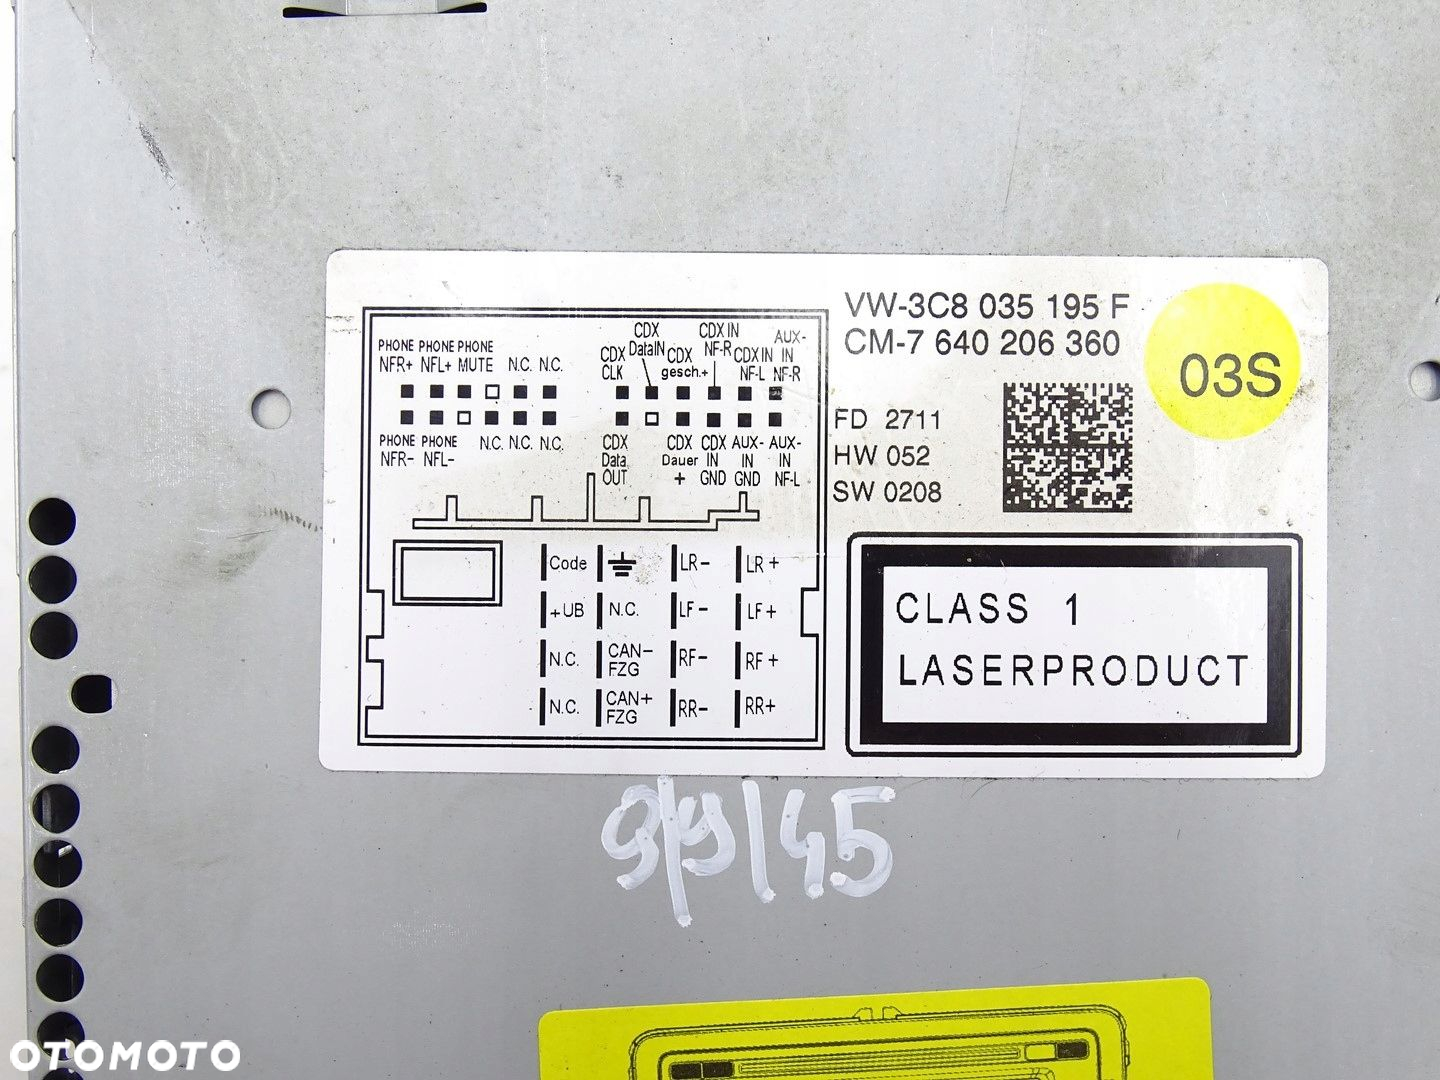 VW-3C8 035 195 F
CM-7 640 206 360
03S
FD 2711
HW 052
SW 0208
CLASS 1
LASERPRODUCT
PHONE NFR+
PHONE NFL+
PHONE MUTE
N.C. N.C.
CDX CLK
CDX DataIN
CDX gesch.+
CDX IN NF-R
CDX IN NF-L
AUX-IN NF-R
PHONE NFR-
PHONE NFL-
N.C. N.C. N.C.
CDX Data OUT
CDX Dauer +
CDX IN GND
AUX-IN GND
AUX-IN NF-L
Code LR- LR+
+UB N.C. LF- LF+
N.C. CAN- FZG RF- RF+
N.C. CAN+ FZG RR- RR+
OTOMOTO